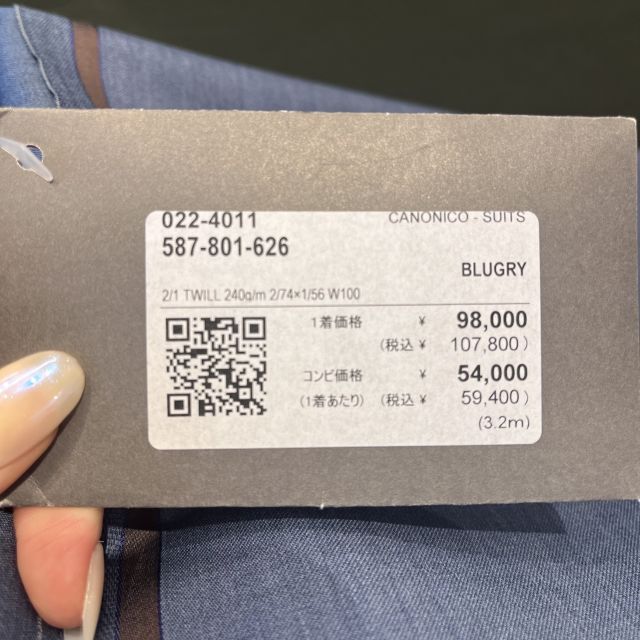 022-4011 CANONICO - SUITS
587-801-626
BLUGRY
2/1 TWILL 240g/m 2/74×1/56 W100
1着価格 ¥ 98,000
(税込 ¥ 107,800)
コンビ価格 ¥ 54,000
(1着あたり) (税込 ¥ 59,400)
(3.2m)